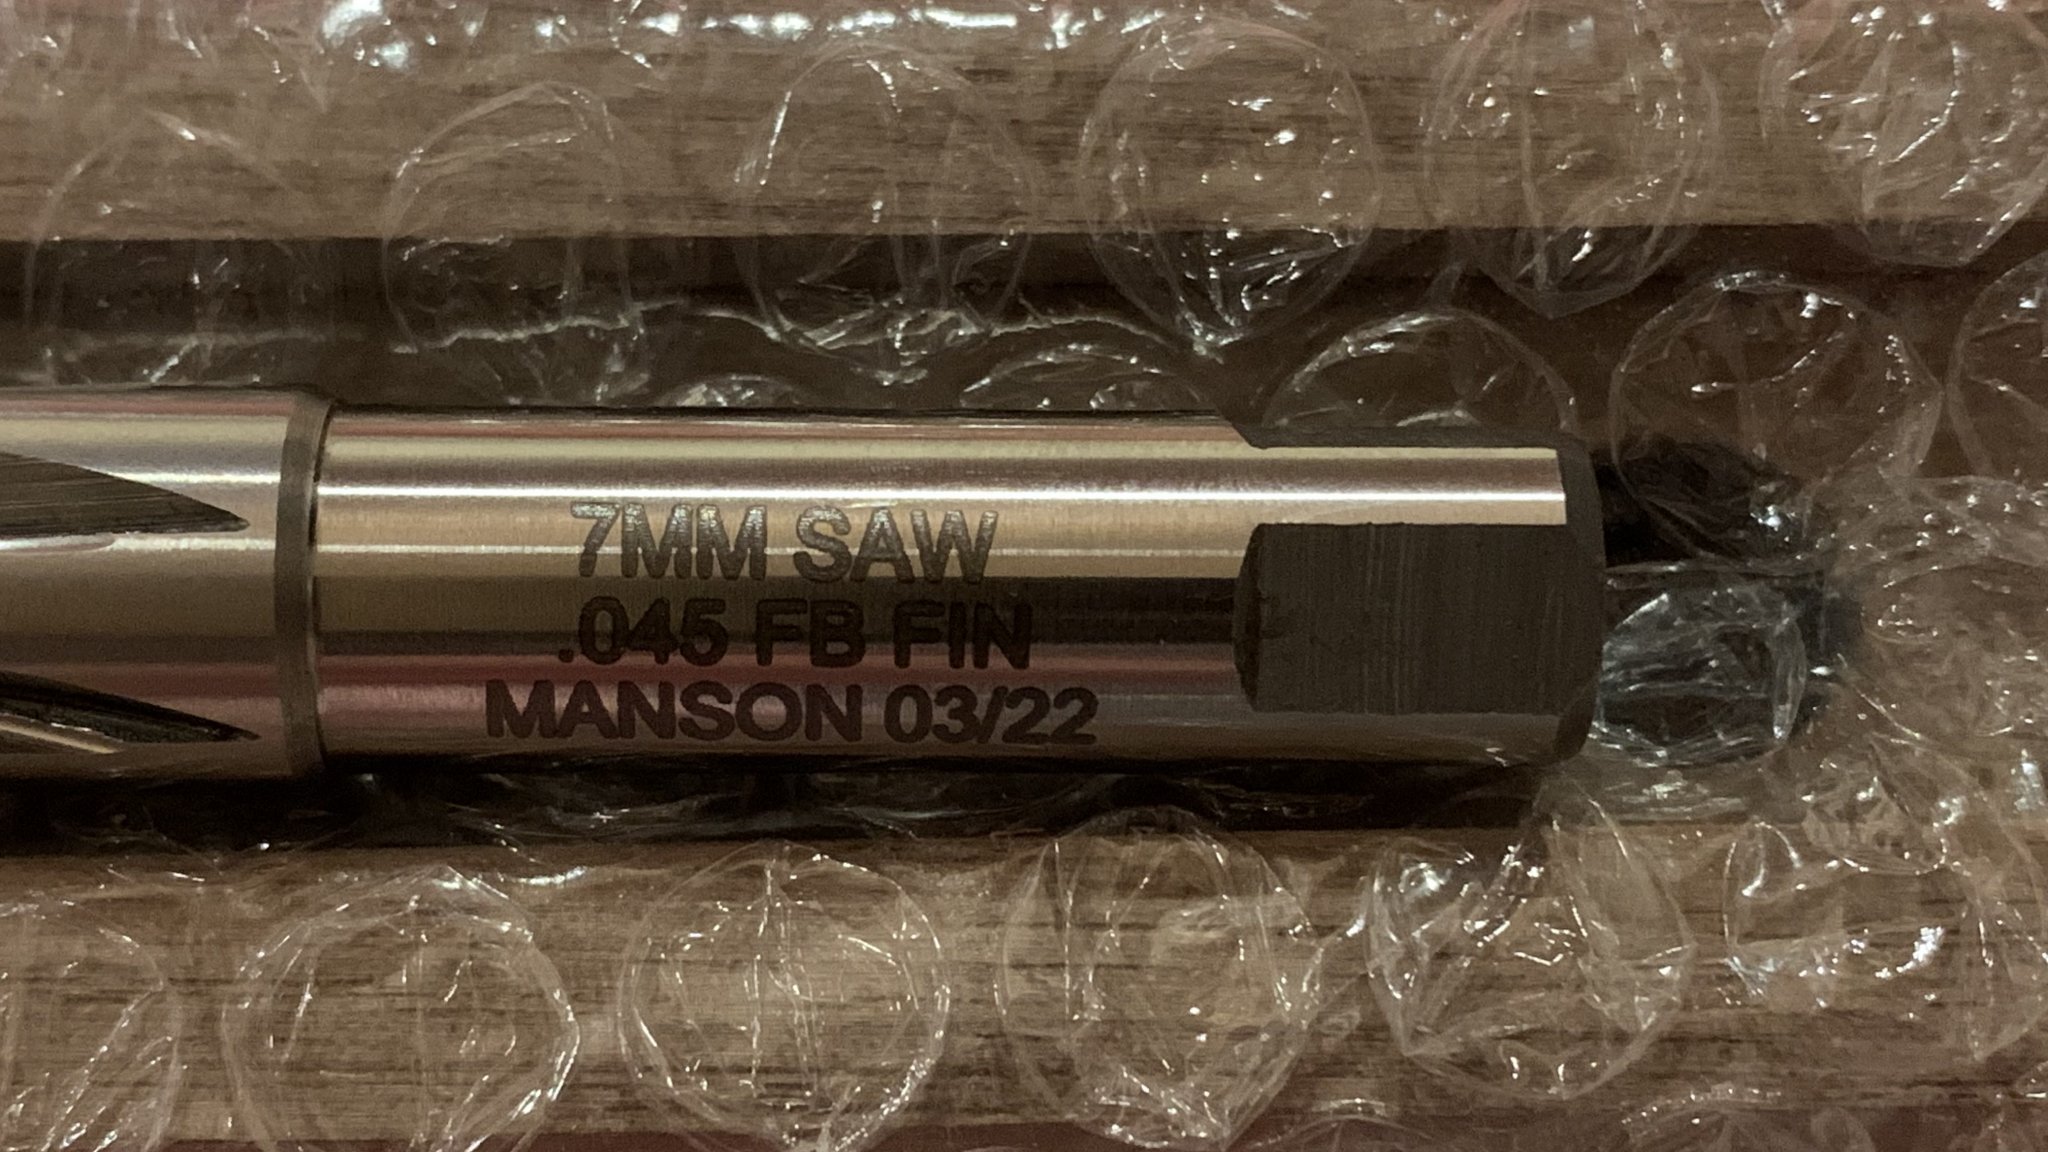 7MM SAW
.045 FB FIN
MANSON 03/22